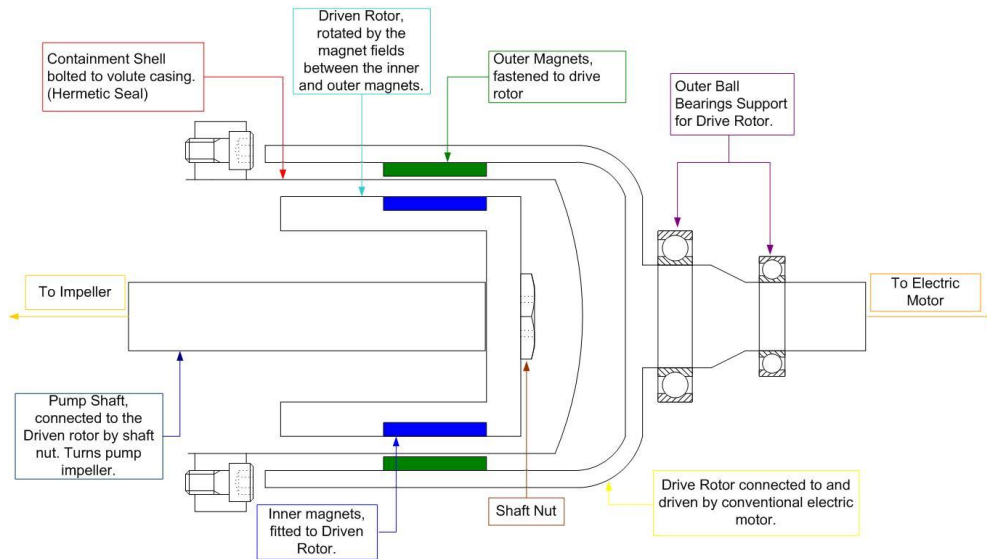 Containment Shell
bolted to volute casing.
(Hermetic Seal)
Driven Rotor,
rotated by the
magnet fields
between the inner
and outer magnets.
Outer Magnets,
fastened to drive
rotor
Outer Ball
Bearings Support
for Drive Rotor.
To Impeller
To Electric
Motor
Pump Shaft,
connected to the
Driven rotor by shaft
nut. Turns pump
impeller.
Inner magnets,
fitted to Driven
Rotor.
Shaft Nut
Drive Rotor connected to and
driven by conventional electric
motor.